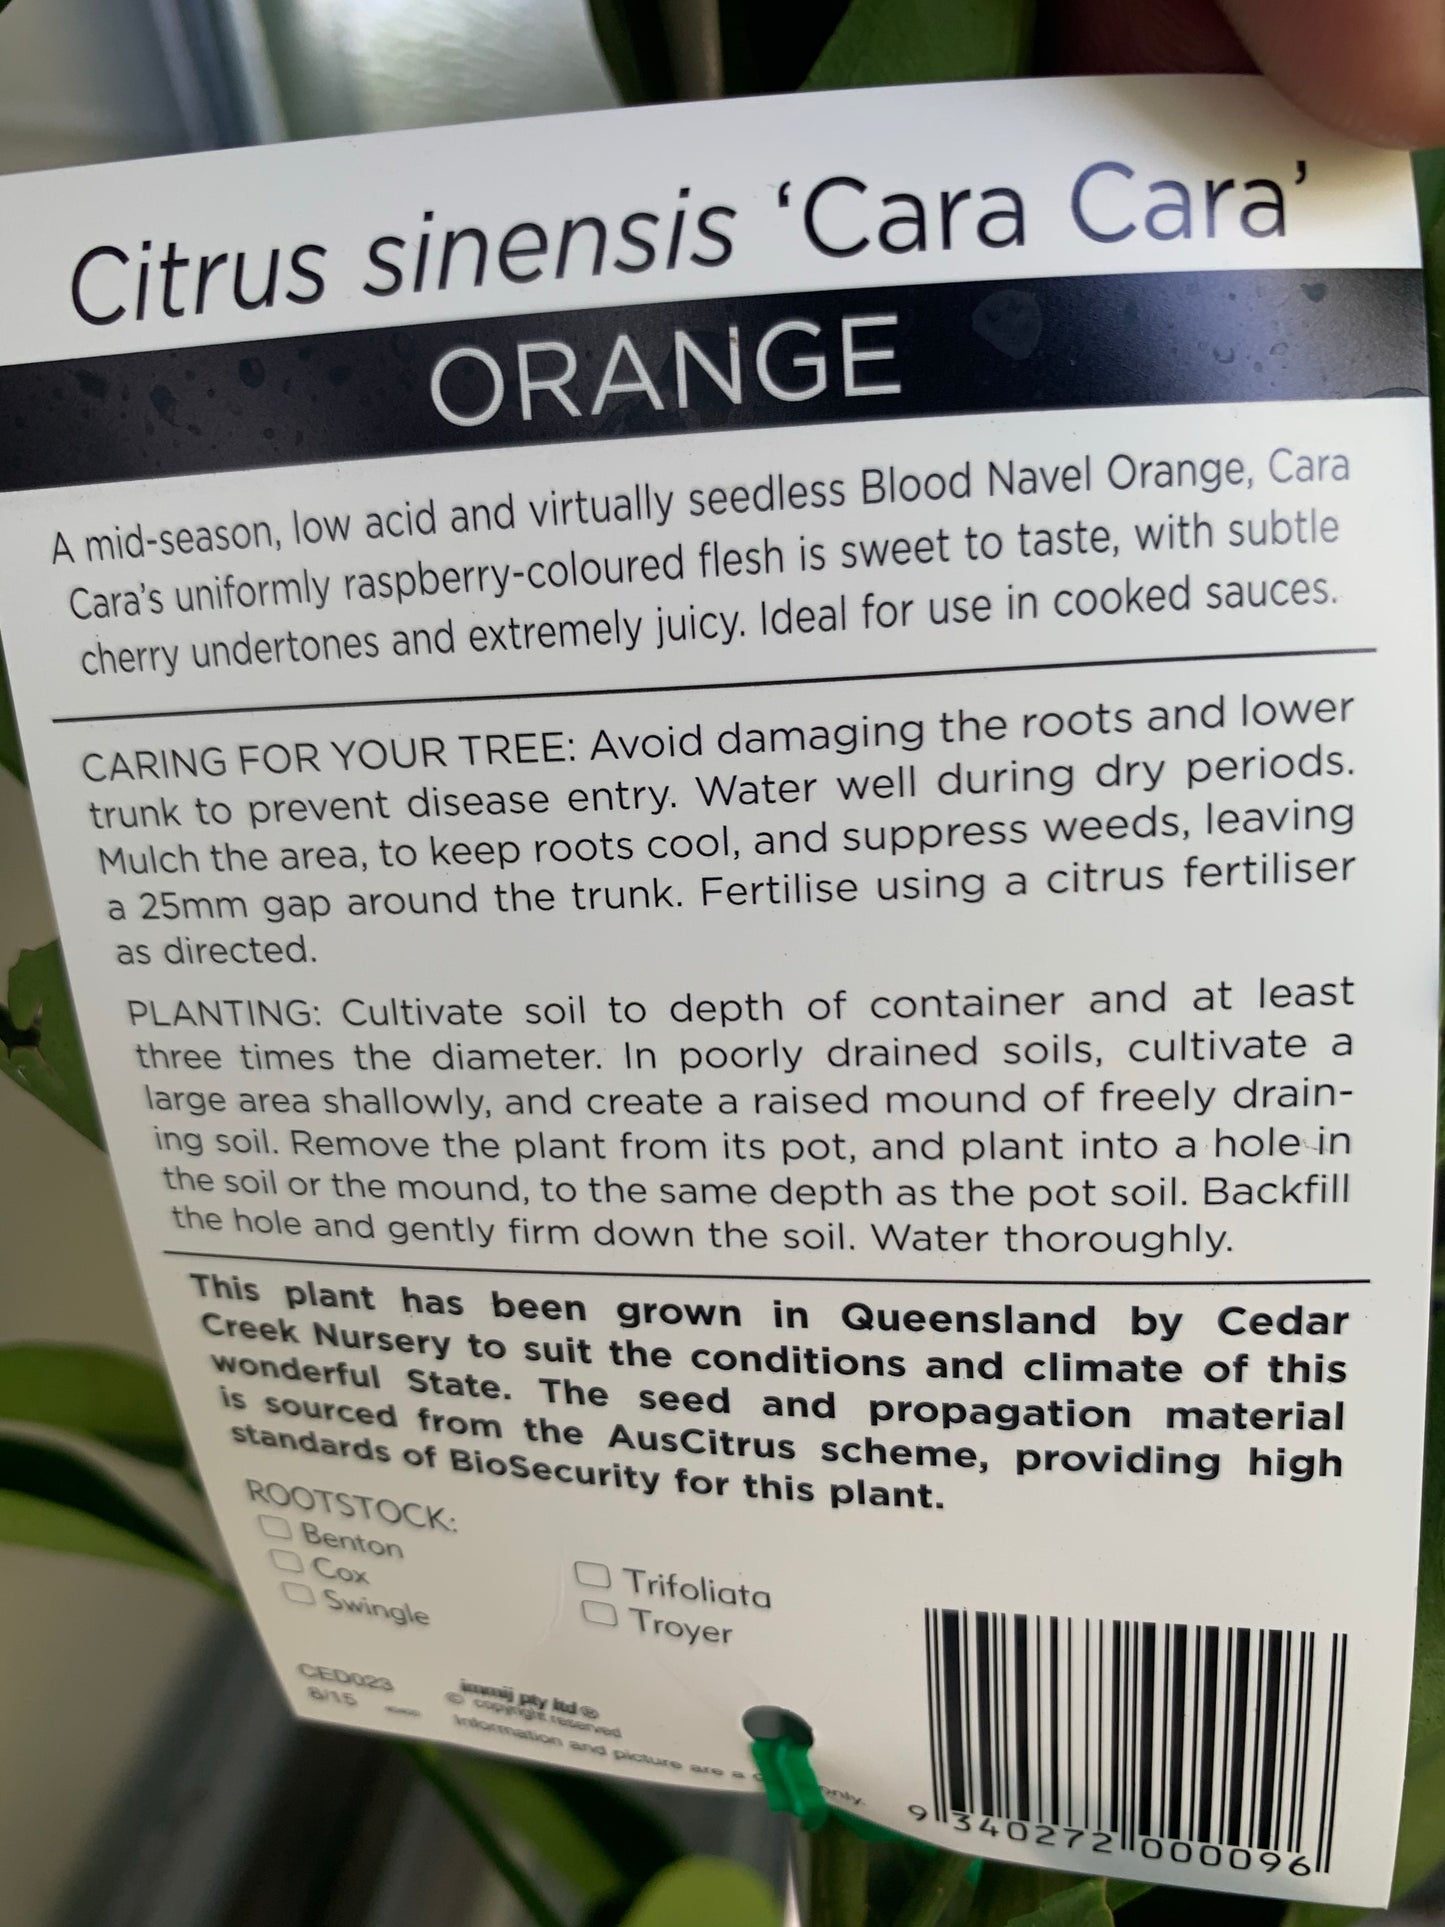 Citrus sinensis ‘Cara Cara’
ORANGE
A mid-season, low acid and virtually seedless Blood Navel Orange, Cara
Cara’s uniformly raspberry-coloured flesh is sweet to taste, with subtle
cherry undertones and extremely juicy. Ideal for use in cooked sauces.
CARING FOR YOUR TREE: Avoid damaging the roots and lower
trunk to prevent disease entry. Water well during dry periods.
Mulch the area, to keep roots cool, and suppress weeds, leaving
a 25mm gap around the trunk. Fertilise using a citrus fertiliser
as directed.
PLANTING: Cultivate soil to depth of container and at least
three times the diameter. In poorly drained soils, cultivate a
large area shallowly, and create a raised mound of freely drain-
ing soil. Remove the plant from its pot, and plant into a hole in
the soil or the mound, to the same depth as the pot soil. Backfill
the hole and gently firm down the soil. Water thoroughly.
This plant has been grown in Queensland by Cedar
Creek Nursery to suit the conditions and climate of this
wonderful State. The seed and propagation material
is sourced from the AusCitrus scheme, providing high
standards of BioSecurity for this plant.
ROOTSTOCK:
Benton
Cox
Swingle
Trifoliata
Troyer
CED023
8/15
immij pty ltd ®
© copyright reserved
Information and picture are a only.
9 340272 000096